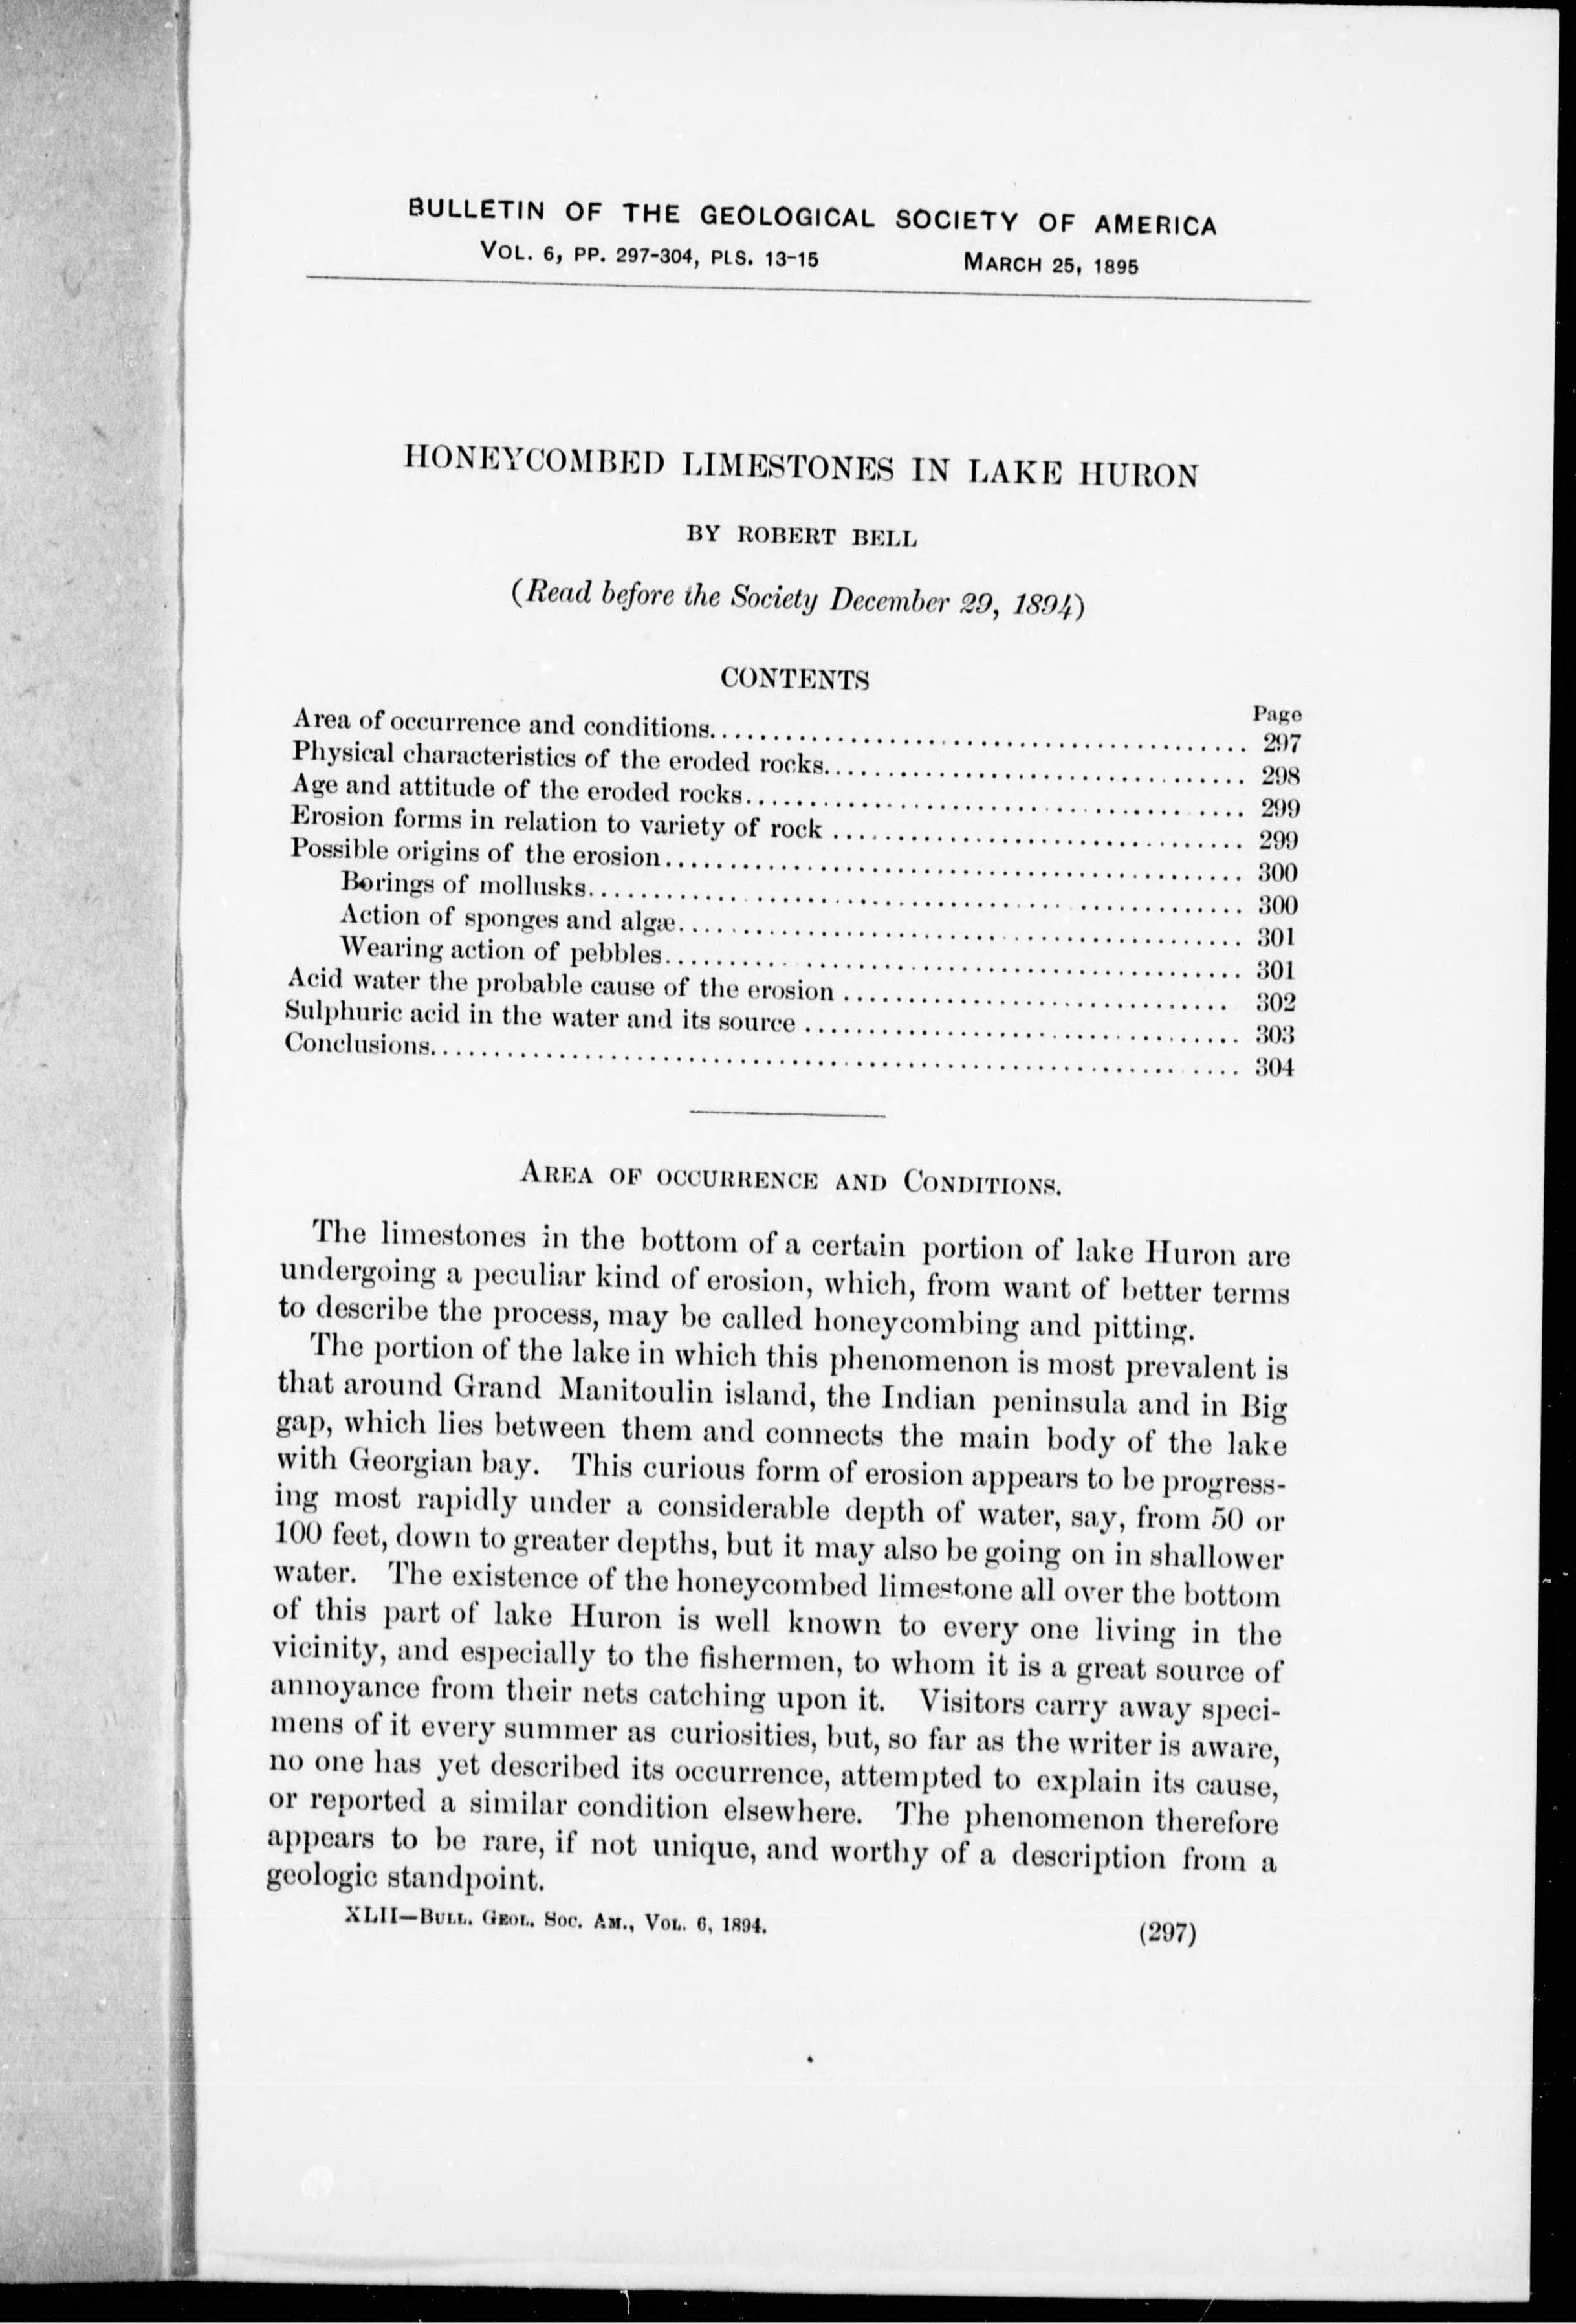 BULLETIN OF THE GEOLOGICAL SOCIETY OF AMERICA
VOL. 6, PP. 297-304, PLS. 13-15 MARCH 25, 1895
HONEYCOMBED LIMESTONES IN LAKE HURON
BY ROBERT BELL
(Read before the Society December 29, 1894)
CONTENTS
Page
Area of occurrence and conditions........................................ 297
Physical characteristics of the eroded rocks........................................ 298
Age and attitude of the eroded rocks........................................ 299
Erosion forms in relation to variety of rock ........................................ 299
Possible origins of the erosion........................................ 300
Borings of mollusks........................................ 300
Action of sponges and algæ........................................ 301
Wearing action of pebbles........................................ 301
Acid water the probable cause of the erosion ........................................ 302
Sulphuric acid in the water and its source ........................................ 303
Conclusions........................................ 304
AREA OF OCCURRENCE AND CONDITIONS.
The limestones in the bottom of a certain portion of lake Huron are
undergoing a peculiar kind of erosion, which, from want of better terms
to describe the process, may be called honeycombing and pitting.
The portion of the lake in which this phenomenon is most prevalent is
that around Grand Manitoulin island, the Indian peninsula and in Big
gap, which lies between them and connects the main body of the lake
with Georgian bay. This curious form of erosion appears to be progress-
ing most rapidly under a considerable depth of water, say, from 50 or
100 feet, down to greater depths, but it may also be going on in shallower
water. The existence of the honeycombed limestone all over the bottom
of this part of lake Huron is well known to every one living in the
vicinity, and especially to the fishermen, to whom it is a great source of
annoyance from their nets catching upon it. Visitors carry away speci-
mens of it every summer as curiosities, but, so far as the writer is aware,
no one has yet described its occurrence, attempted to explain its cause,
or reported a similar condition elsewhere. The phenomenon therefore
appears to be rare, if not unique, and worthy of a description from a
geologic standpoint.
XLII—BULL. GEOL. SOC. AM., VOL. 6, 1894. (297)